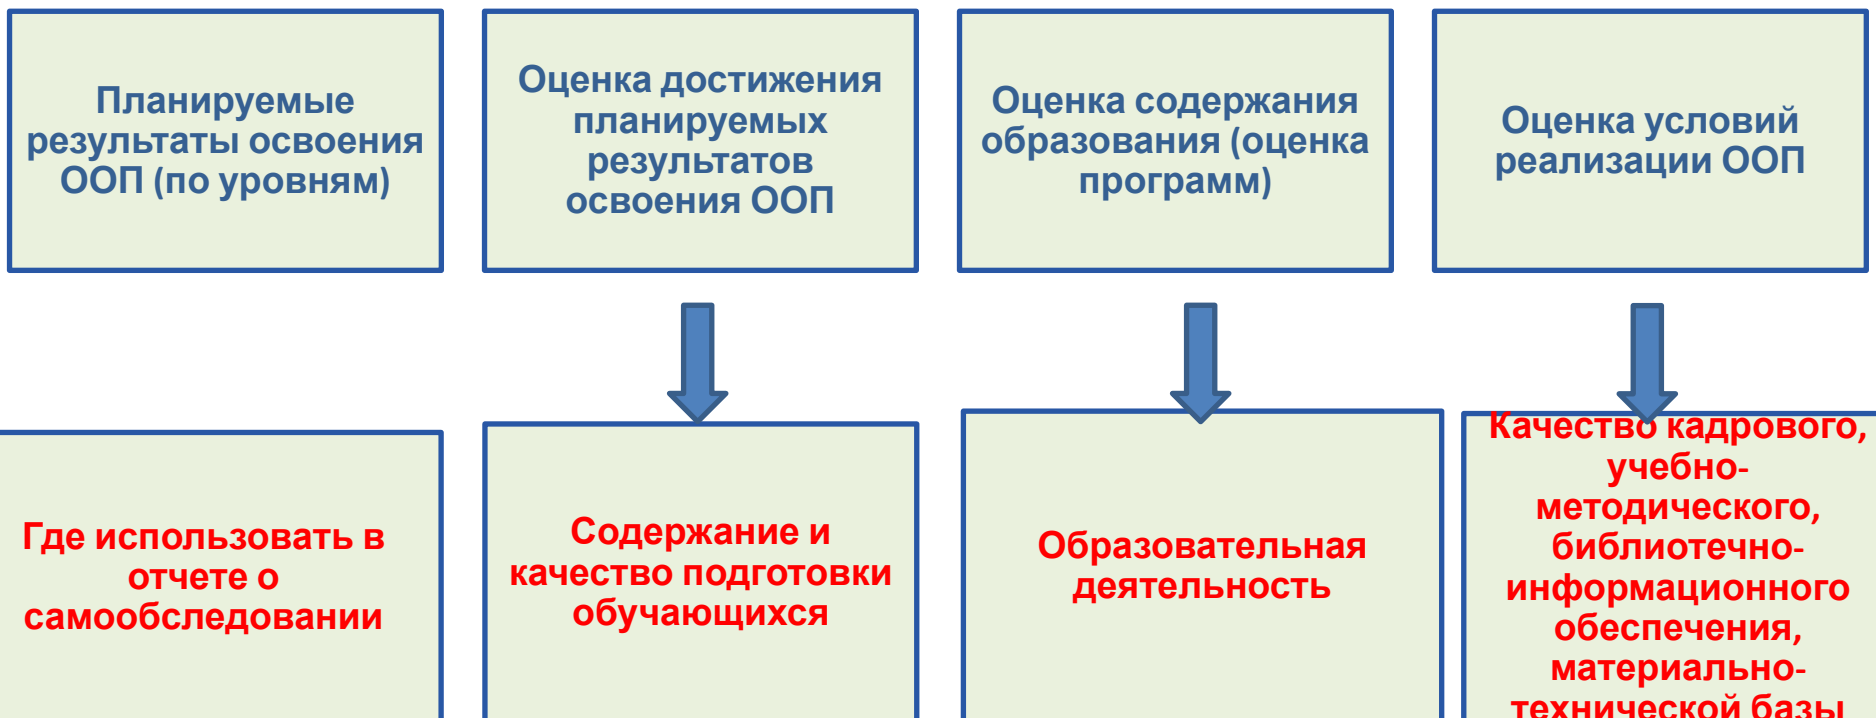 Планируемые
результаты освоения
ООП (по уровням)
Оценка достижения
планируемых
результатов
освоения ООП
Оценка содержания
образования (оценка
программ)
Оценка условий
реализации ООП
Где использовать в
отчете о
самообследовании
Содержание и
качество подготовки
обучающихся
Образовательная
деятельность
Качество кадрового,
учебно-
методического,
библиотечно-
информационного
обеспечения,
материально-
технической базы